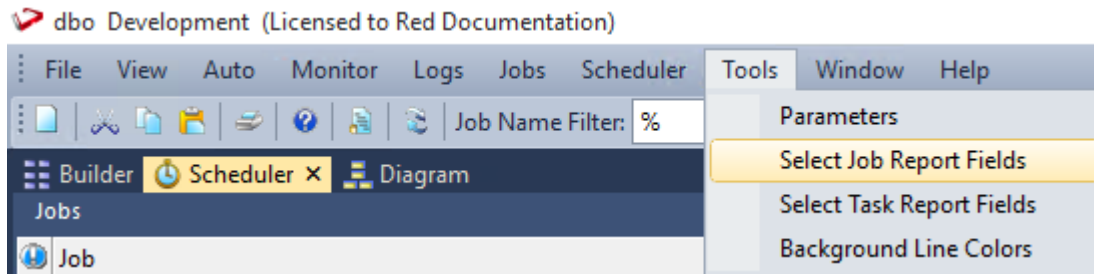 dbo Development (Licensed to Red Documentation)
File View Auto Monitor Logs Jobs Scheduler Tools Window Help
Job Name Filter: %
Parameters
Select Job Report Fields
Select Task Report Fields
Background Line Colors
Builder Scheduler × Diagram
Jobs
Job